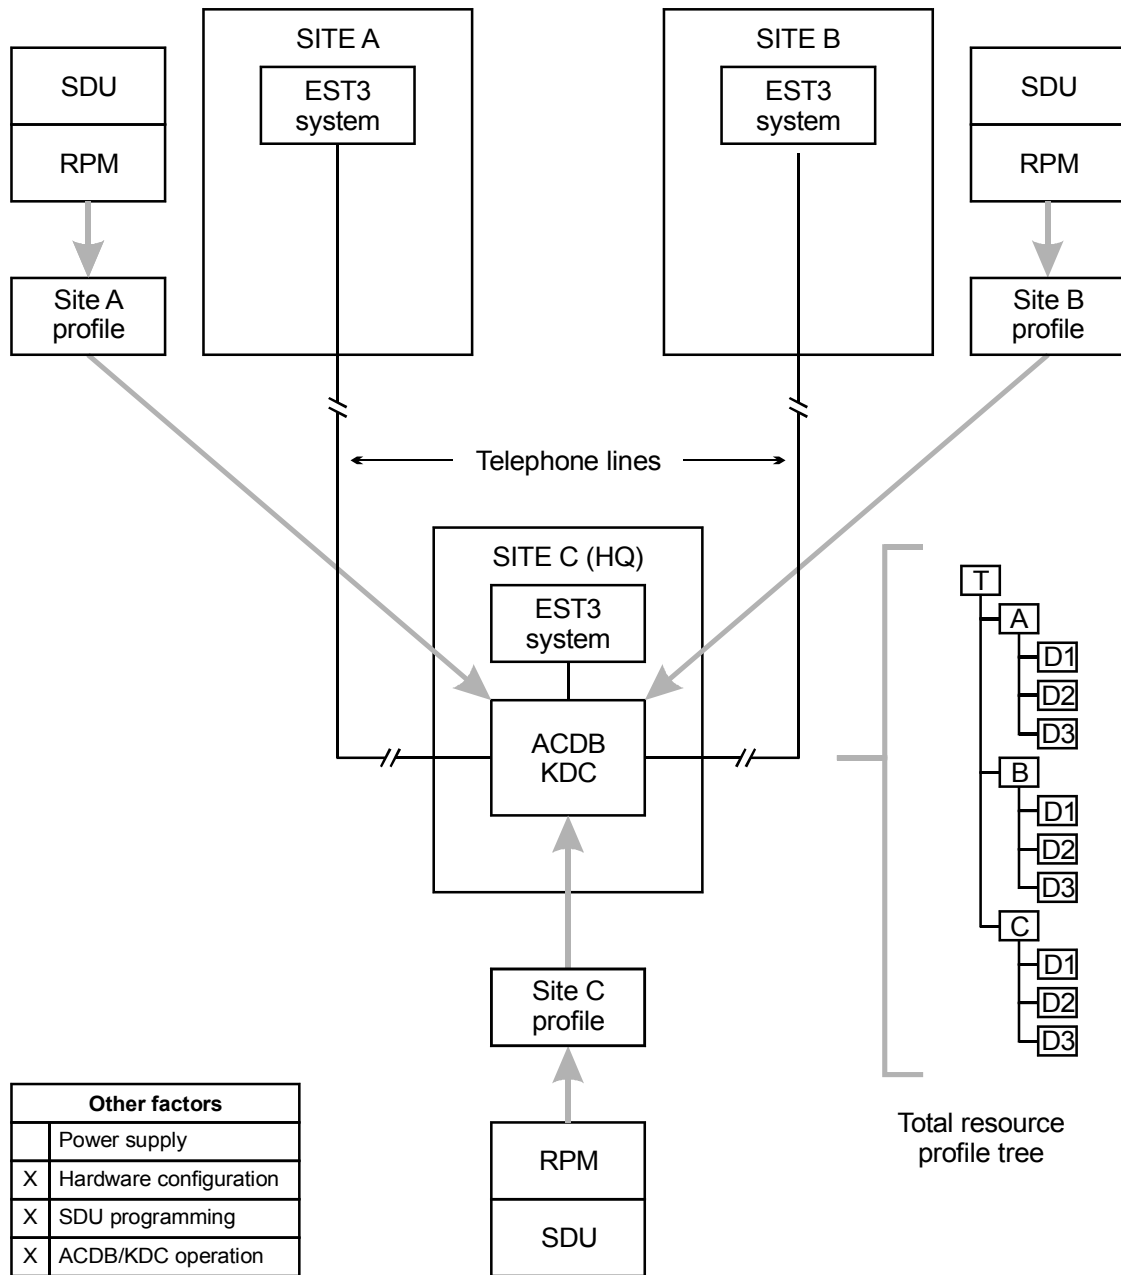 SITE A
SITE B
SDU
RPM
EST3
system
EST3
system
SDU
RPM
Site A
profile
Site B
profile
Telephone lines
SITE C (HQ)
EST3
system
ACDB
KDC
T
A
D1
D2
D3
B
D1
D2
D3
C
D1
D2
D3
Site C
profile
RPM
SDU
Total resource
profile tree
Other factors
Power supply
X Hardware configuration
X SDU programming
X ACDB/KDC operation